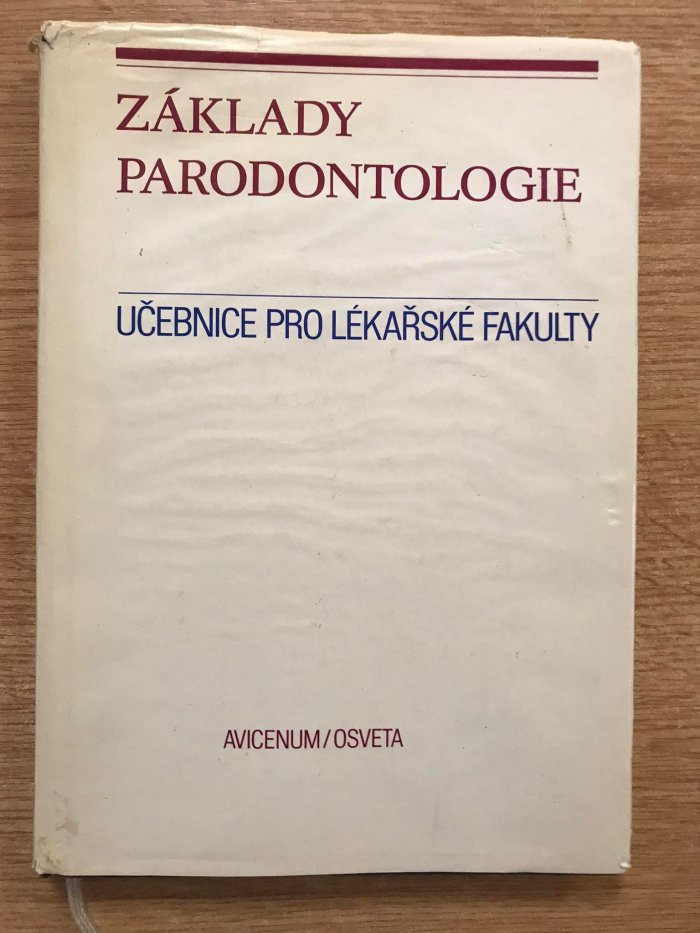 ZÁKLADY
PARODONTOLOGIE
UČEBNICE PRO LÉKAŘSKÉ FAKULTY
AVICENUM/OSVETA